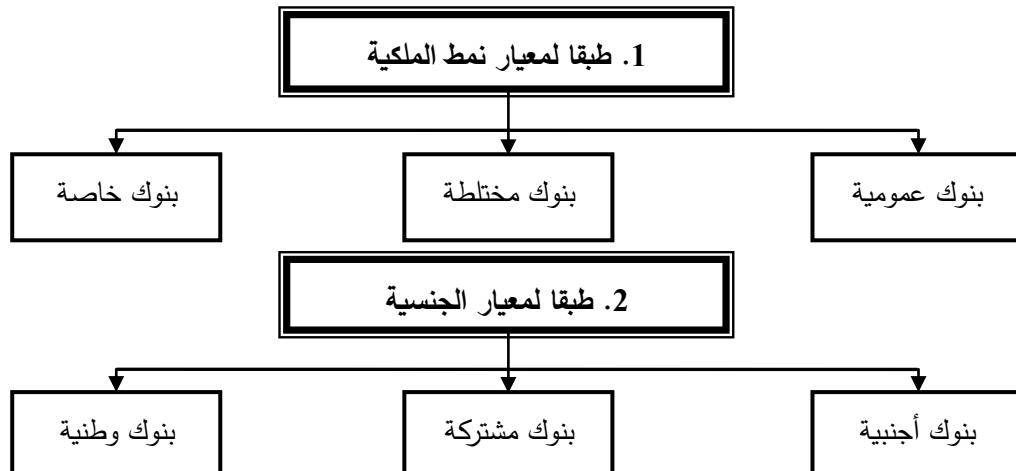 1. طبقا لمعيار نمط الملكية
بنوك عمومية
بنوك مختلطة
بنوك خاصة
2. طبقا لمعيار الجنسية
بنوك أجنبية
بنوك مشتركة
بنوك وطنية